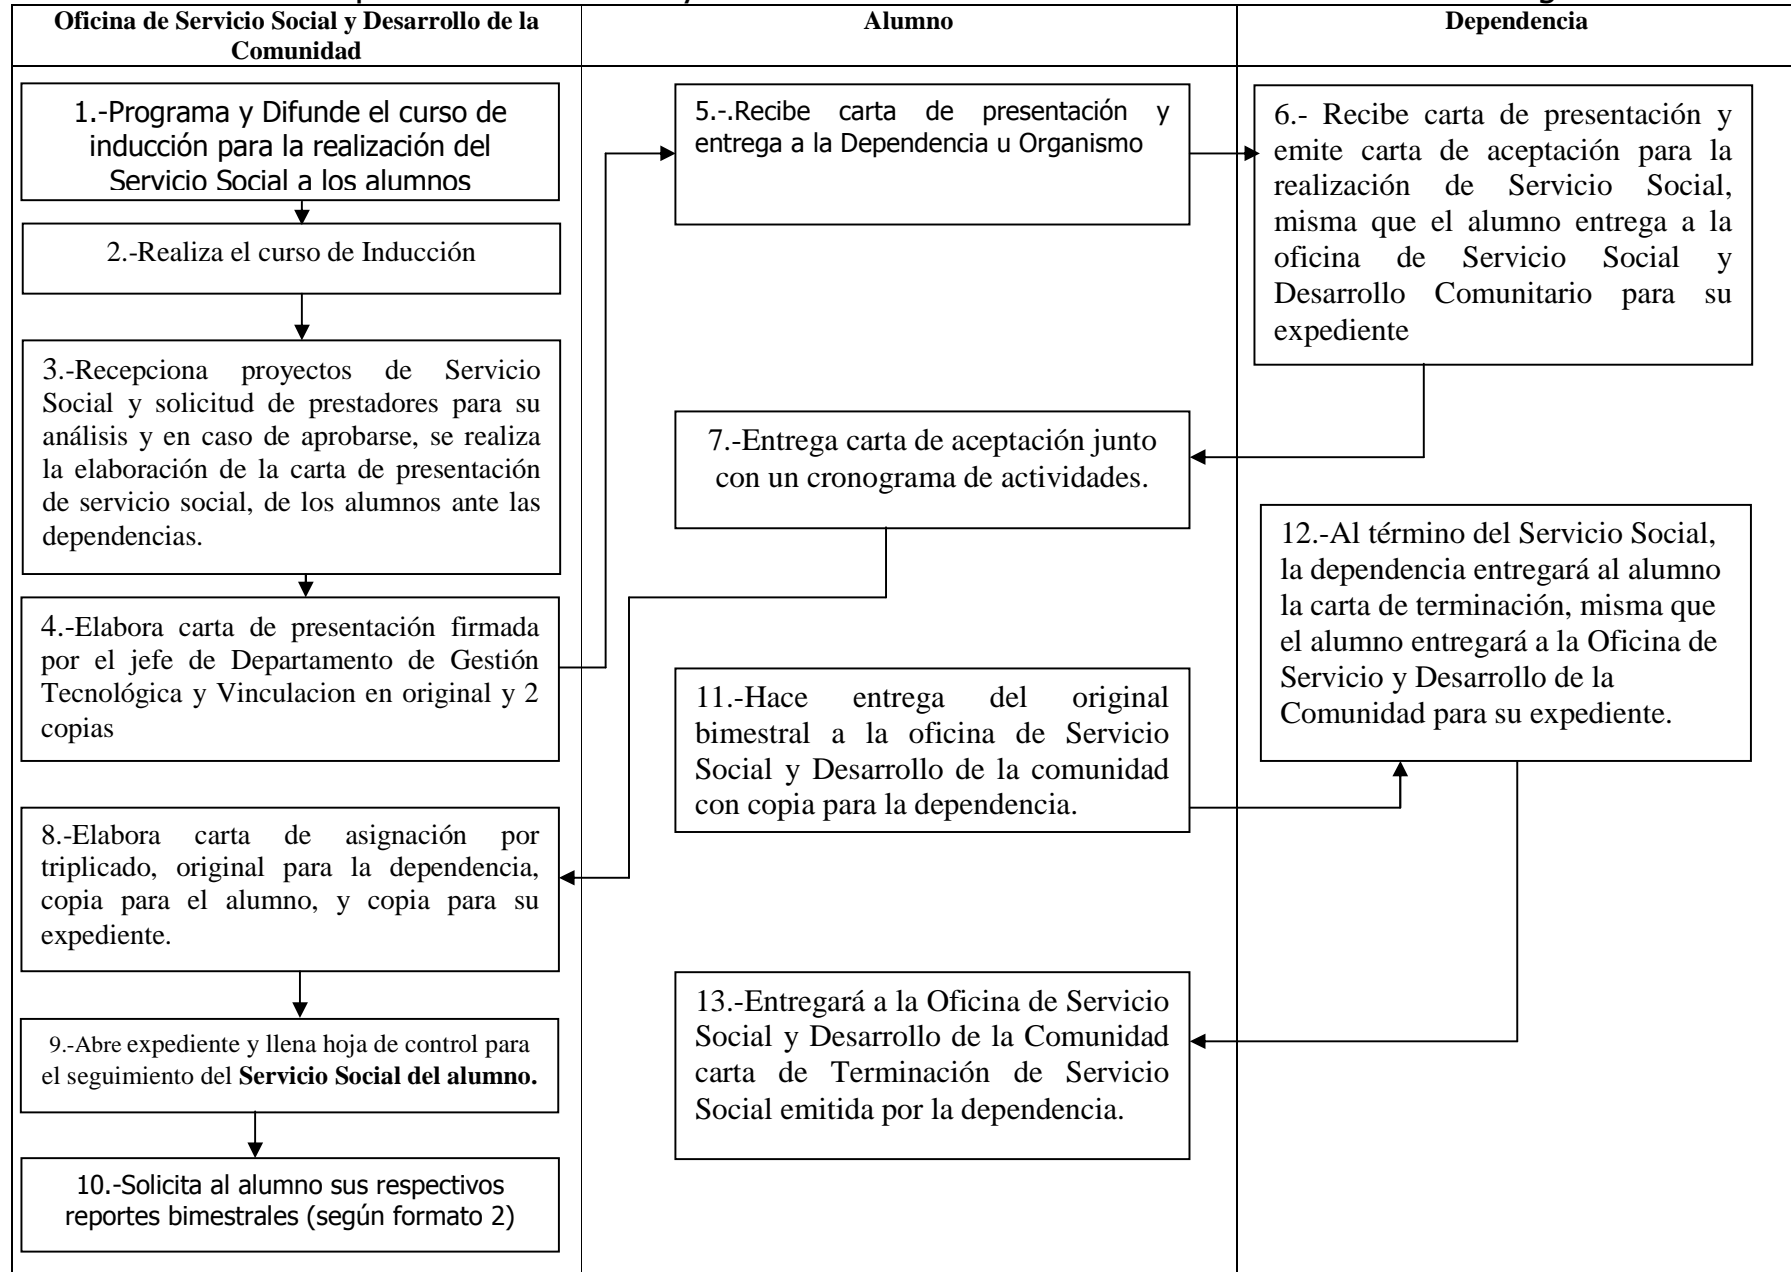 Oficina de Servicio Social y Desarrollo de la
Comunidad
Alumno
Dependencia
1.-Programa y Difunde el curso de
inducción para la realización del
Servicio Social a los alumnos
2.-Realiza el curso de Inducción
3.-Recepciona proyectos de Servicio
Social y solicitud de prestadores para su
análisis y en caso de aprobarse, se realiza
la elaboración de la carta de presentación
de servicio social, de los alumnos ante las
dependencias.
4.-Elabora carta de presentación firmada
por el jefe de Departamento de Gestión
Tecnológica y Vinculacion en original y 2
copias
5.-.Recibe carta de presentación y
entrega a la Dependencia u Organismo
6.- Recibe carta de presentación y
emite carta de aceptación para la
realización de Servicio Social,
misma que el alumno entrega a la
oficina de Servicio Social y
Desarrollo Comunitario para su
expediente
7.-Entrega carta de aceptación junto
con un cronograma de actividades.
8.-Elabora carta de asignación por
triplicado, original para la dependencia,
copia para el alumno, y copia para su
expediente.
9.-Abre expediente y llena hoja de control para
el seguimiento del Servicio Social del alumno.
10.-Solicita al alumno sus respectivos
reportes bimestrales (según formato 2)
11.-Hace entrega del original
bimestral a la oficina de Servicio
Social y Desarrollo de la comunidad
con copia para la dependencia.
12.-Al término del Servicio Social,
la dependencia entregará al alumno
la carta de terminación, misma que
el alumno entregará a la Oficina de
Servicio y Desarrollo de la
Comunidad para su expediente.
13.-Entregará a la Oficina de Servicio
Social y Desarrollo de la Comunidad
carta de Terminación de Servicio
Social emitida por la dependencia.